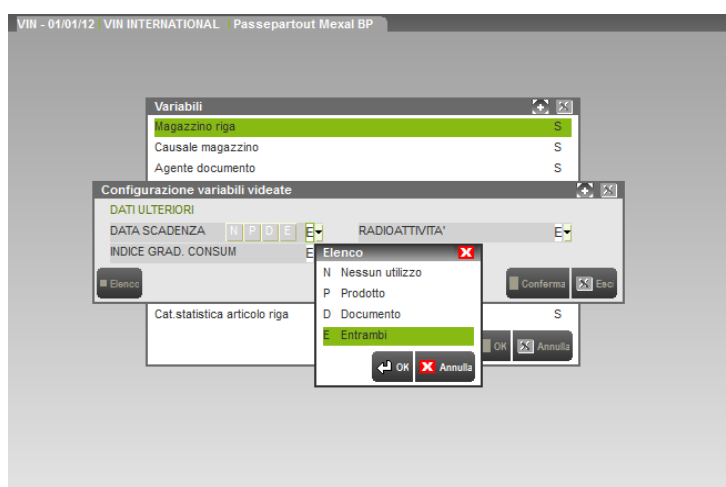 VIN - 01/01/12 VIN INTERNATIONAL Passepartout Mexal BP
Variabili
Magazzino riga S
Causale magazzino S
Agente documento S
Configurazione variabili videate
DATI ULTERIORI
DATA SCADENZA N P D E E RADIOATTIVITA' E
INDICE GRAD. CONSUM E
Elenco
N Nessun utilizzo
P Prodotto
D Documento
E Entrambi
OK Annulla
Elenco Conferma Esci
Cat.statistica articolo riga S
OK Annulla